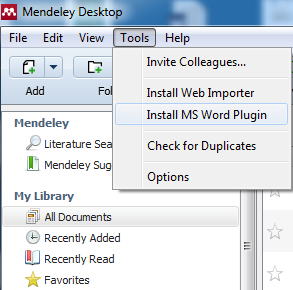 Mendeley Desktop
File Edit View Tools Help
Invite Colleagues...
Install Web Importer
Install MS Word Plugin
Check for Duplicates
Options
Add Fol
Mendeley
Literature Sea
Mendeley Sug
My Library
All Documents
Recently Added
Recently Read
Favorites